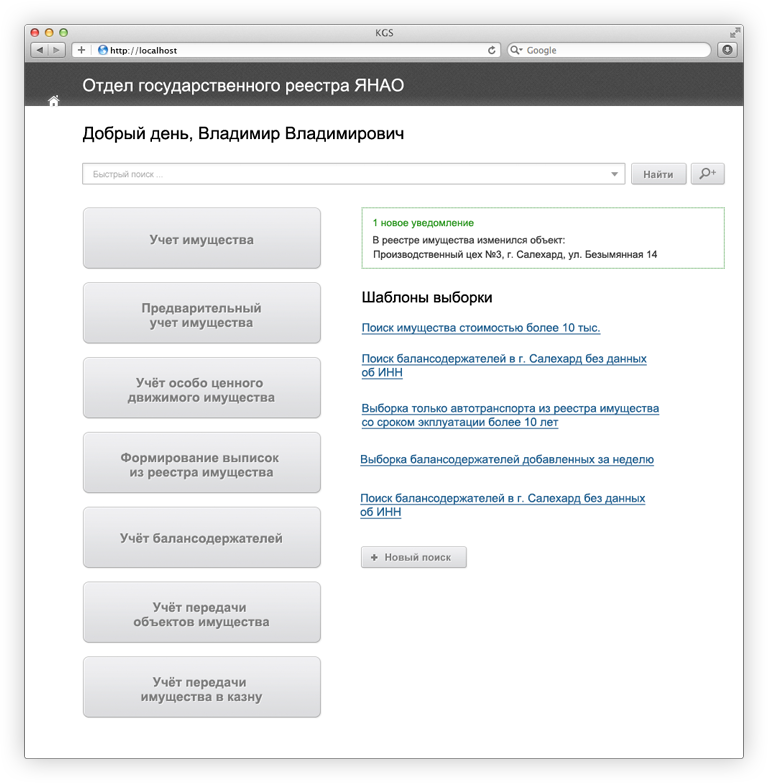 KGS
http://localhost
Google
Отдел государственного реестра ЯНАО
Добрый день, Владимир Владимирович
Быстрый поиск ...
Найти
Учет имущества
Предварительный
учет имущества
Учёт особо ценного
движимого имущества
Формирование выписок
из реестра имущества
Учёт балансодержателей
Учёт передачи
объектов имущества
Учёт передачи
имущества в казну
1 новое уведомление
В реестре имущества изменился объект:
Производственный цех №3, г. Салехард, ул. Безымянная 14
Шаблоны выборки
Поиск имущества стоимостью более 10 тыс.
Поиск балансодержателей в г. Салехард без данных
об ИНН
Выборка только автотранспорта из реестра имущества
со сроком экплуатации более 10 лет
Выборка балансодержателей добавленных за неделю
Поиск балансодержателей в г. Салехард без данных
об ИНН
+ Новый поиск